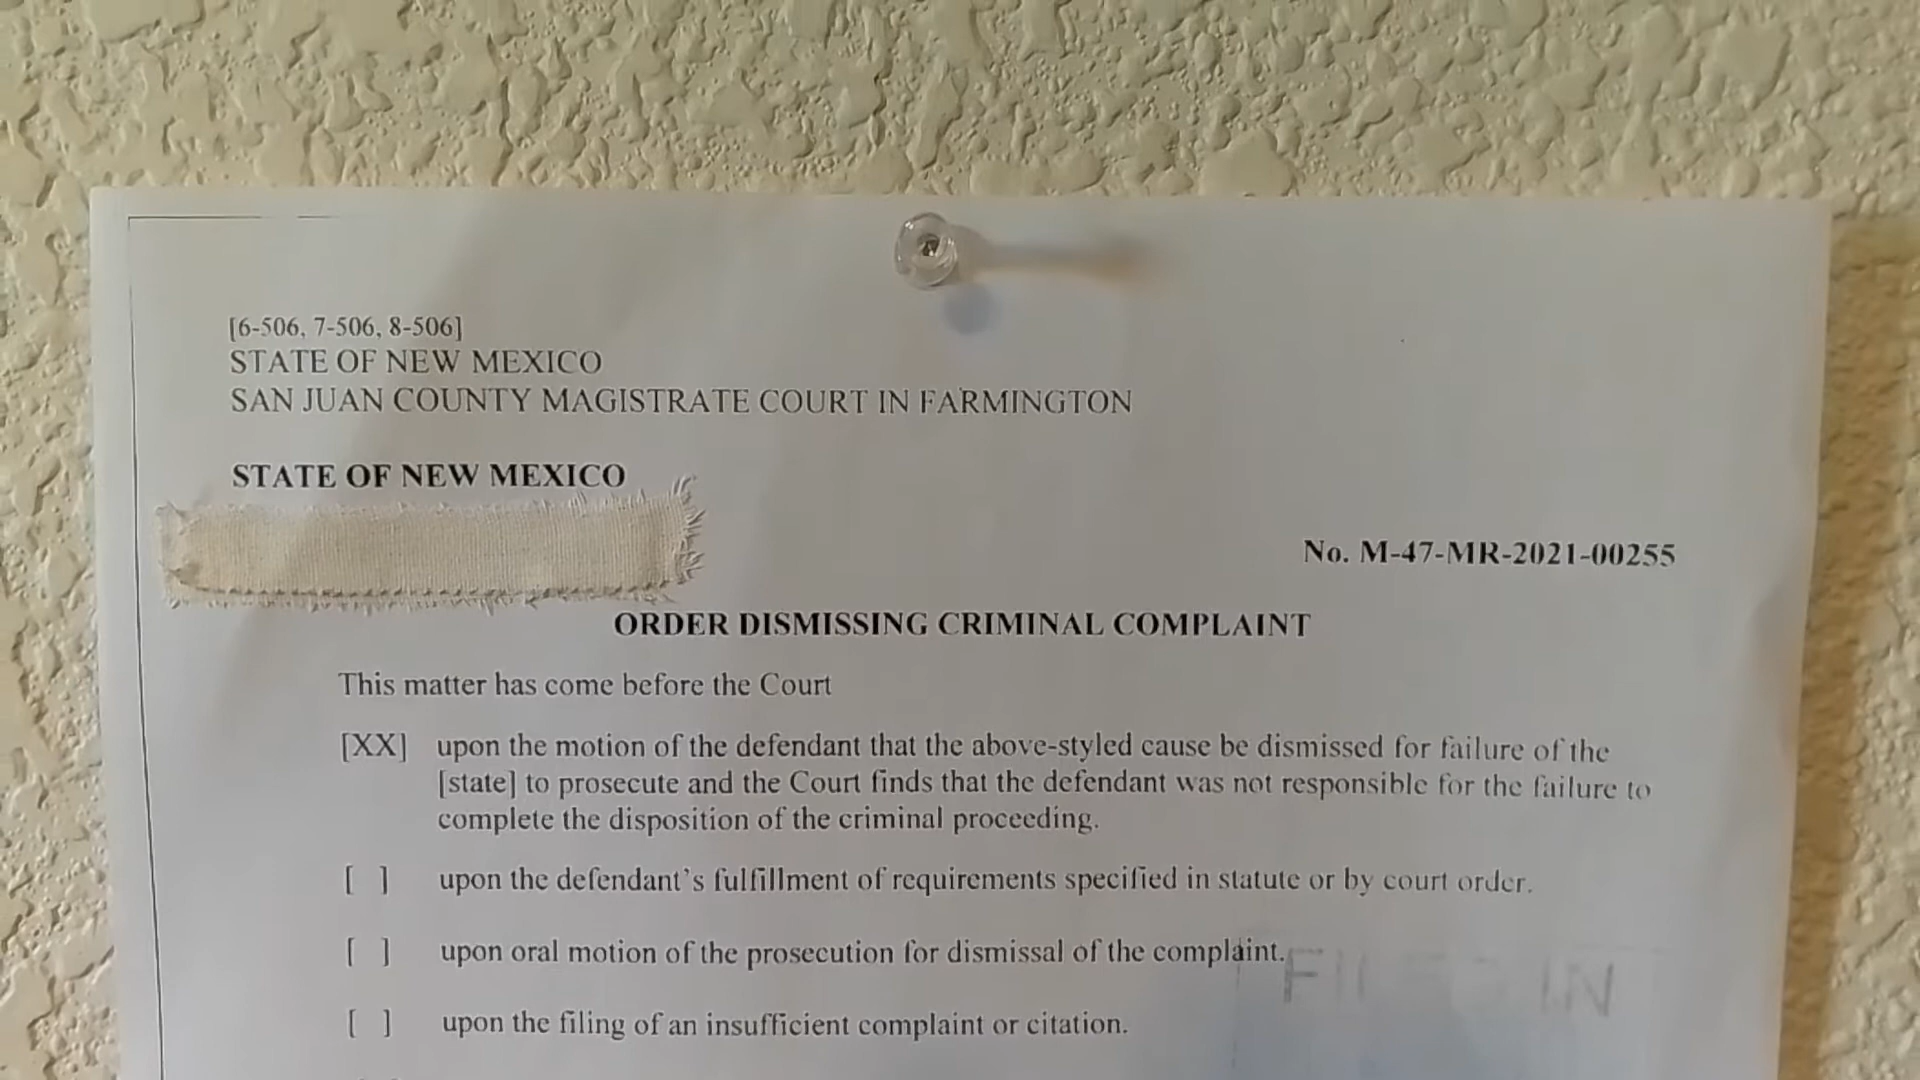 [6-506, 7-506, 8-506]
STATE OF NEW MEXICO
SAN JUAN COUNTY MAGISTRATE COURT IN FARMINGTON
STATE OF NEW MEXICO
No. M-47-MR-2021-00255
ORDER DISMISSING CRIMINAL COMPLAINT
This matter has come before the Court
[XX] upon the motion of the defendant that the above-styled cause be dismissed for failure of the
[state] to prosecute and the Court finds that the defendant was not responsible for the failure to
complete the disposition of the criminal proceeding.
[ ] upon the defendant's fulfillment of requirements specified in statute or by court order.
[ ] upon oral motion of the prosecution for dismissal of the complaint.
FILED IN
[ ] upon the filing of an insufficient complaint or citation.